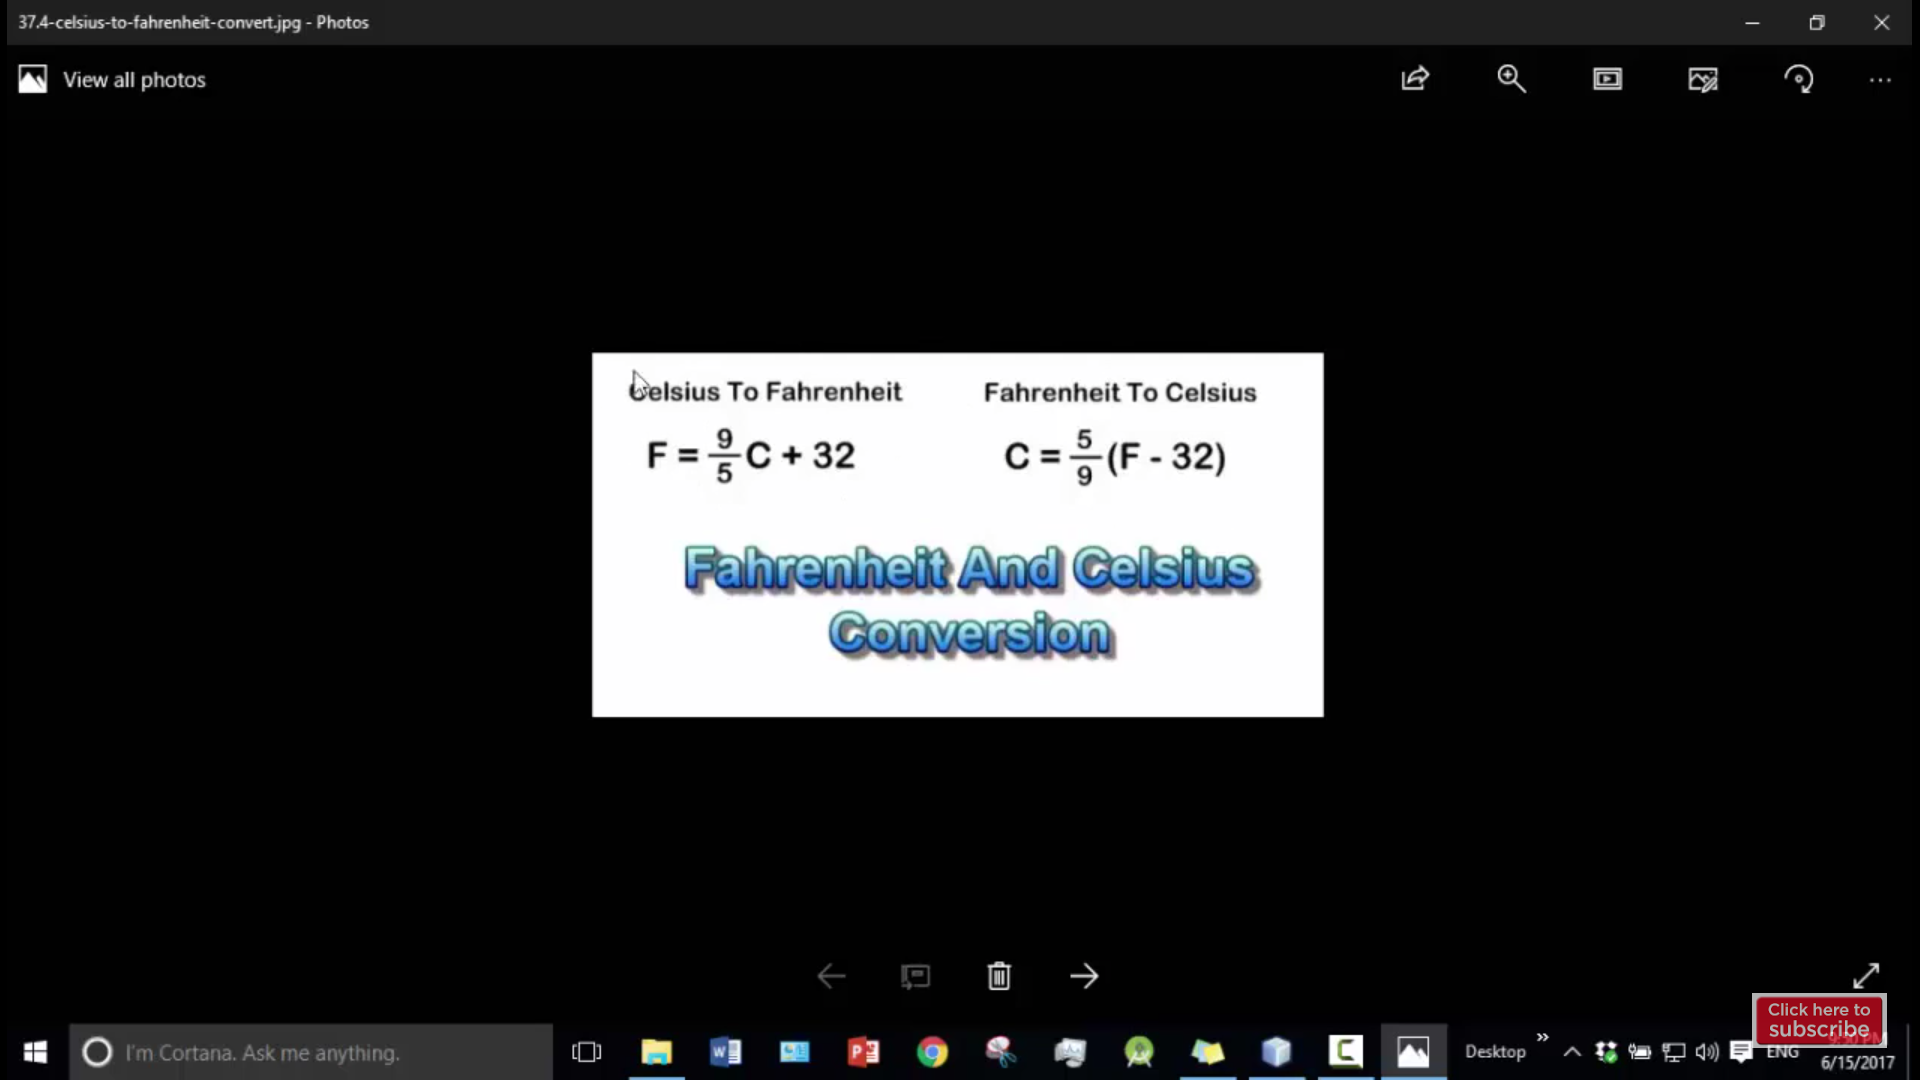 37.4-celsius-to-fahrenheit-convert.jpg - Photos
View all photos
Celsius To Fahrenheit
F = 9/5 C + 32
Fahrenheit To Celsius
C = 5/9 (F - 32)
Fahrenheit And Celsius
Conversion
Click here to
subscribe
I'm Cortana. Ask me anything.
Desktop
ENG
6/15/2017